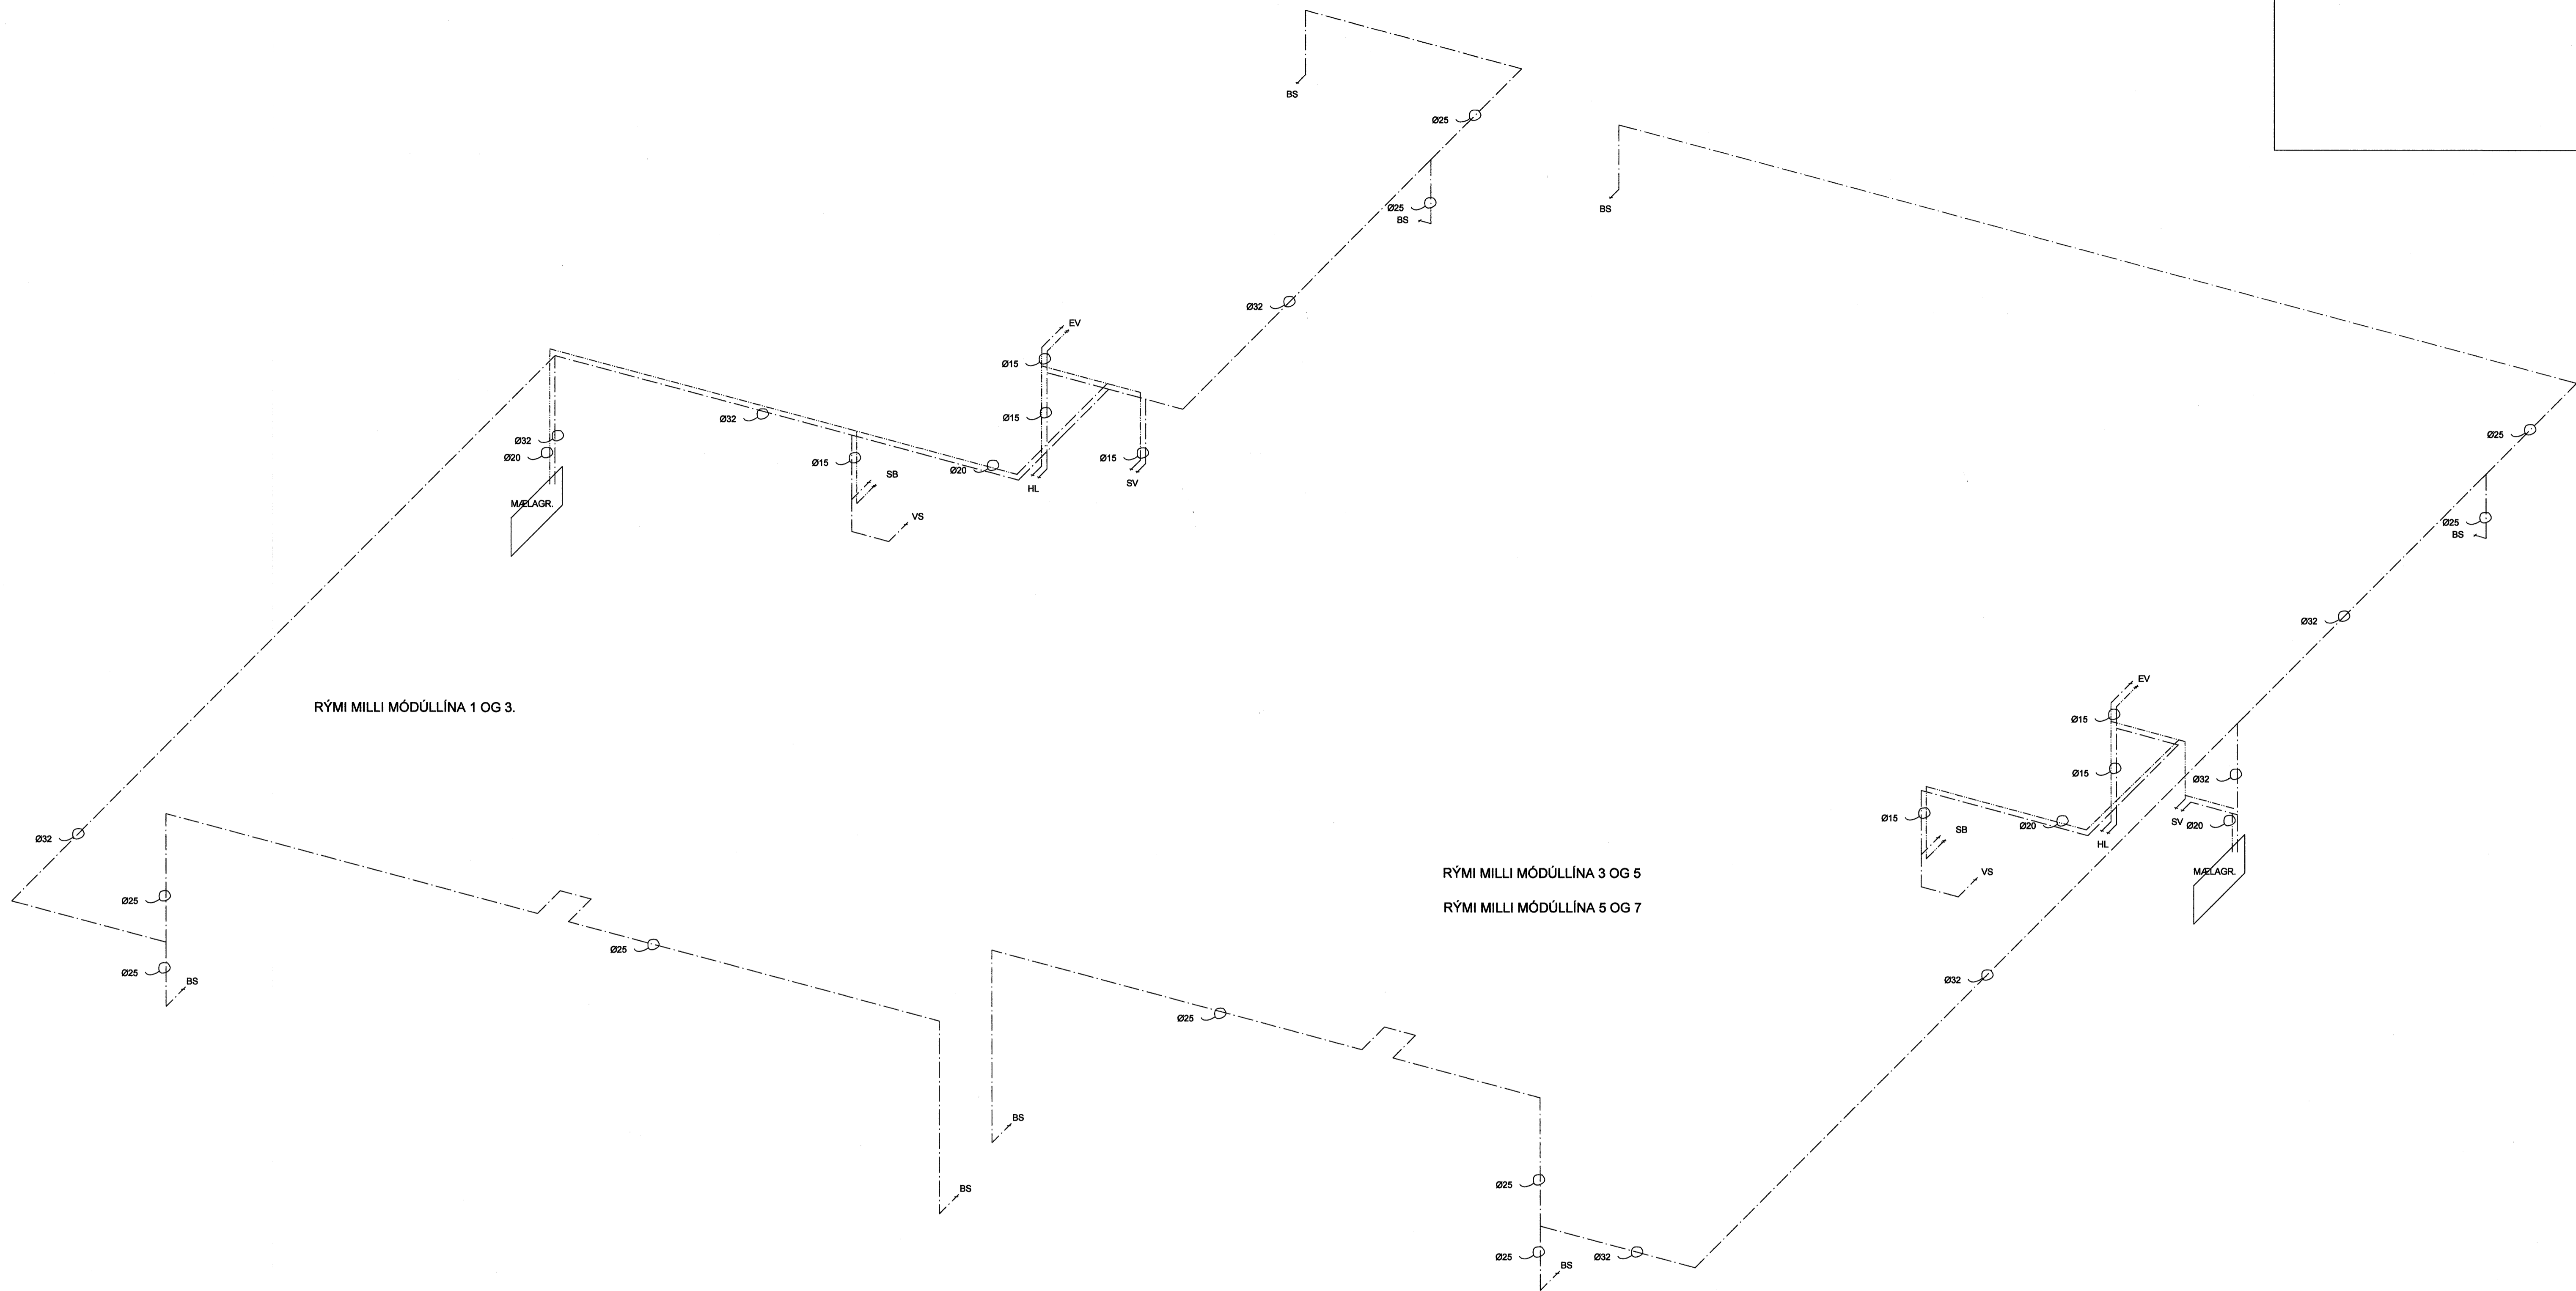 BS
Ø25
Ø25
BS
BS
Ø32
EV
Ø15
Ø15
Ø32
Ø32
Ø20
Ø15
SB
Ø20
HL
Ø15
SV
MÆLAGR.
VS
Ø25
Ø25
BS
Ø32
RÝMI MILLI MÓDÚLLÍNA 1 OG 3.
EV
Ø15
Ø15
Ø32
SV
Ø20
Ø15
SB
Ø20
HL
MÆLAGR.
VS
Ø32
Ø25
Ø25
BS
Ø25
BS
RÝMI MILLI MÓDÚLLÍNA 3 OG 5
RÝMI MILLI MÓDÚLLÍNA 5 OG 7
Ø32
Ø25
BS
Ø25
Ø25
BS
Ø32